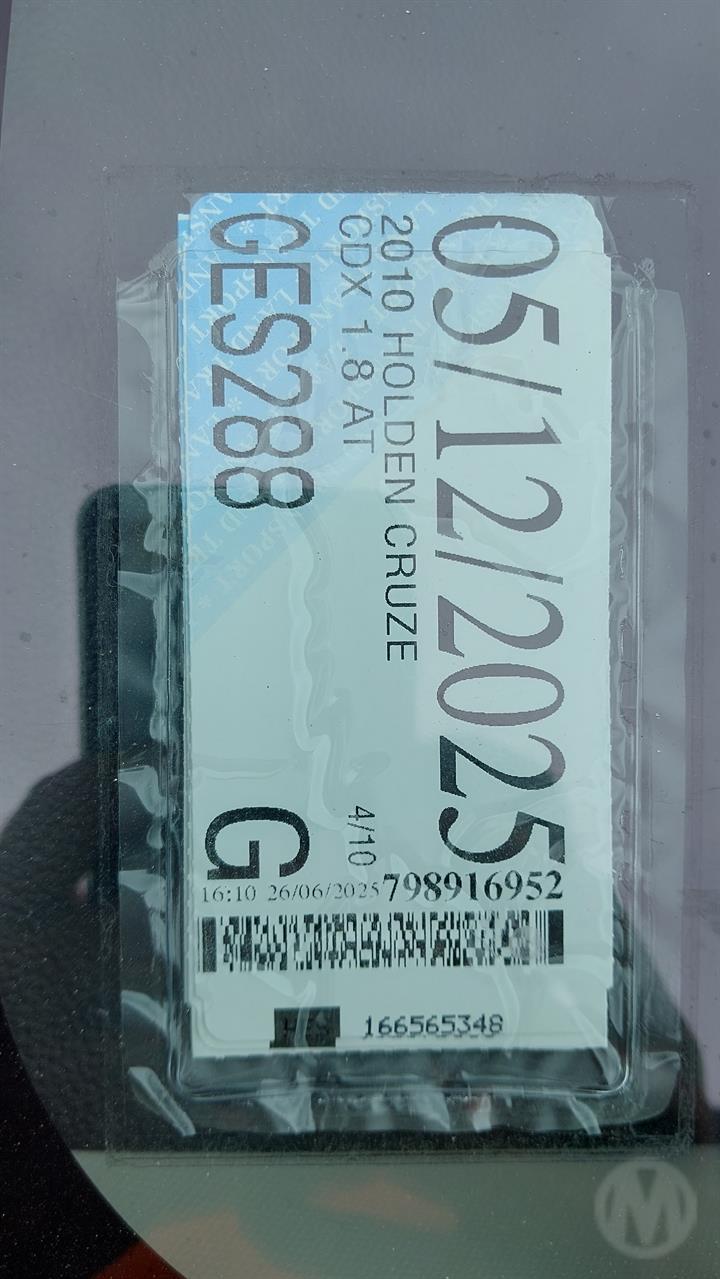 05/12/2025
2010 HOLDEN CRUZE
CDX 1.8 AT
4/10
GES288
G
16:10 26/06/2025 798916952
166565348
M